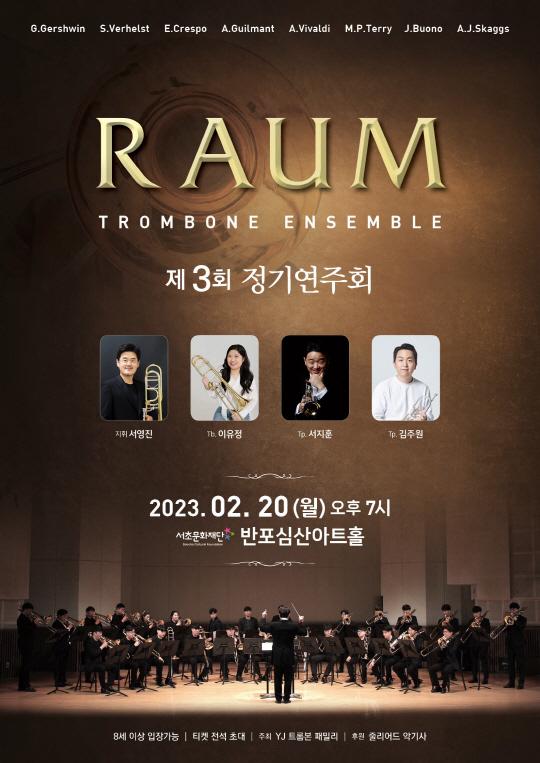 G.Gershwin S.Verhelst E.Crespo A.Guilmant A.Vivaldi M.P.Terry J.Buono A.J.Skaggs
RAUM
TROMBONE ENSEMBLE
제 3회 정기연주회
지휘 서영진 Tb. 이유정 Tp. 서지훈 Tp. 김주원
2023. 02. 20 (월) 오후 7시
서초문화재단 반포심산아트홀
8세 이상 입장가능 | 티켓 전석 초대 | 주최 YJ 트롬본 패밀리 | 후원 줄리어드 악기사